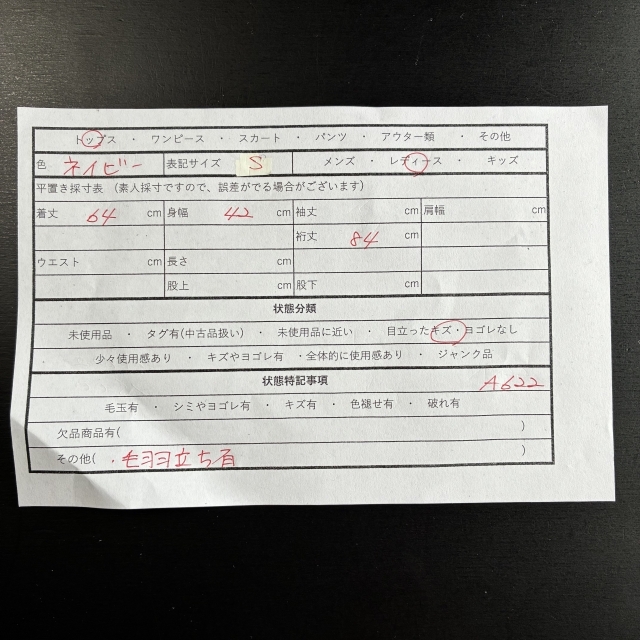 トップス ・ ワンピース ・ スカート ・ パンツ ・ アウター類 ・ その他
色 ネイビー 表記サイズ S メンズ ・ レディース ・ キッズ
平置き採寸表 (素人採寸ですので、誤差がでる場合がございます)
着丈 64 cm 身幅 42 cm 袖丈 cm 肩幅 cm
裄丈 84 cm
ウエスト cm 長さ cm
股上 cm 股下 cm
状態分類
未使用品 ・ タグ有(中古品扱い) ・ 未使用品に近い ・ 目立ったキズ・ヨゴレなし
少々使用感あり ・ キズやヨゴレ有 ・全体的に使用感あり ・ ジャンク品
状態特記事項 A622
毛玉有 ・ シミやヨゴレ有 ・ キズ有 ・ 色褪せ有 ・ 破れ有
欠品商品有( )
その他( ・毛羽立ち有 )